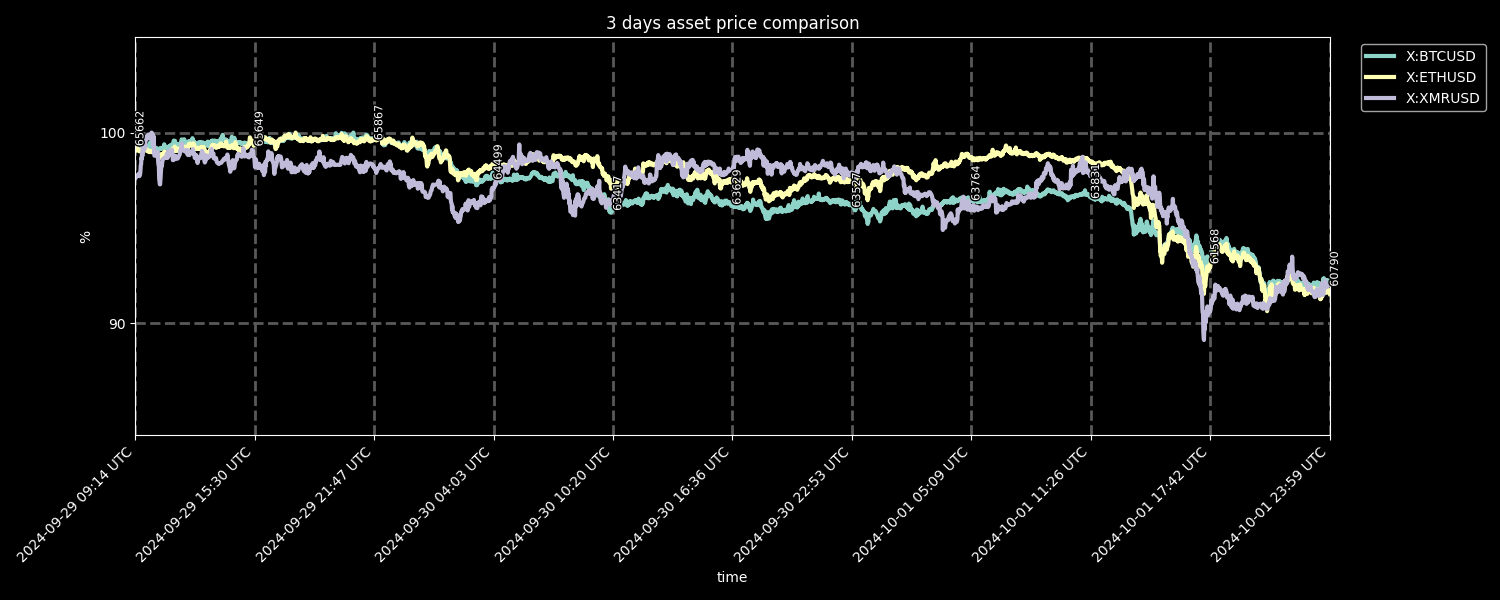 3 days asset price comparison
X:BTCUSD
X:ETHUSD
X:XMRUSD
%
100
90
65662
65649
65867
64499
63417
63629
63527
63764
63839
61568
60790
2024-09-29 09:14 UTC
2024-09-29 15:30 UTC
2024-09-29 21:47 UTC
2024-09-30 04:03 UTC
2024-09-30 10:20 UTC
2024-09-30 16:36 UTC
2024-09-30 22:53 UTC
2024-10-01 05:09 UTC
2024-10-01 11:26 UTC
2024-10-01 17:42 UTC
2024-10-01 23:59 UTC
time